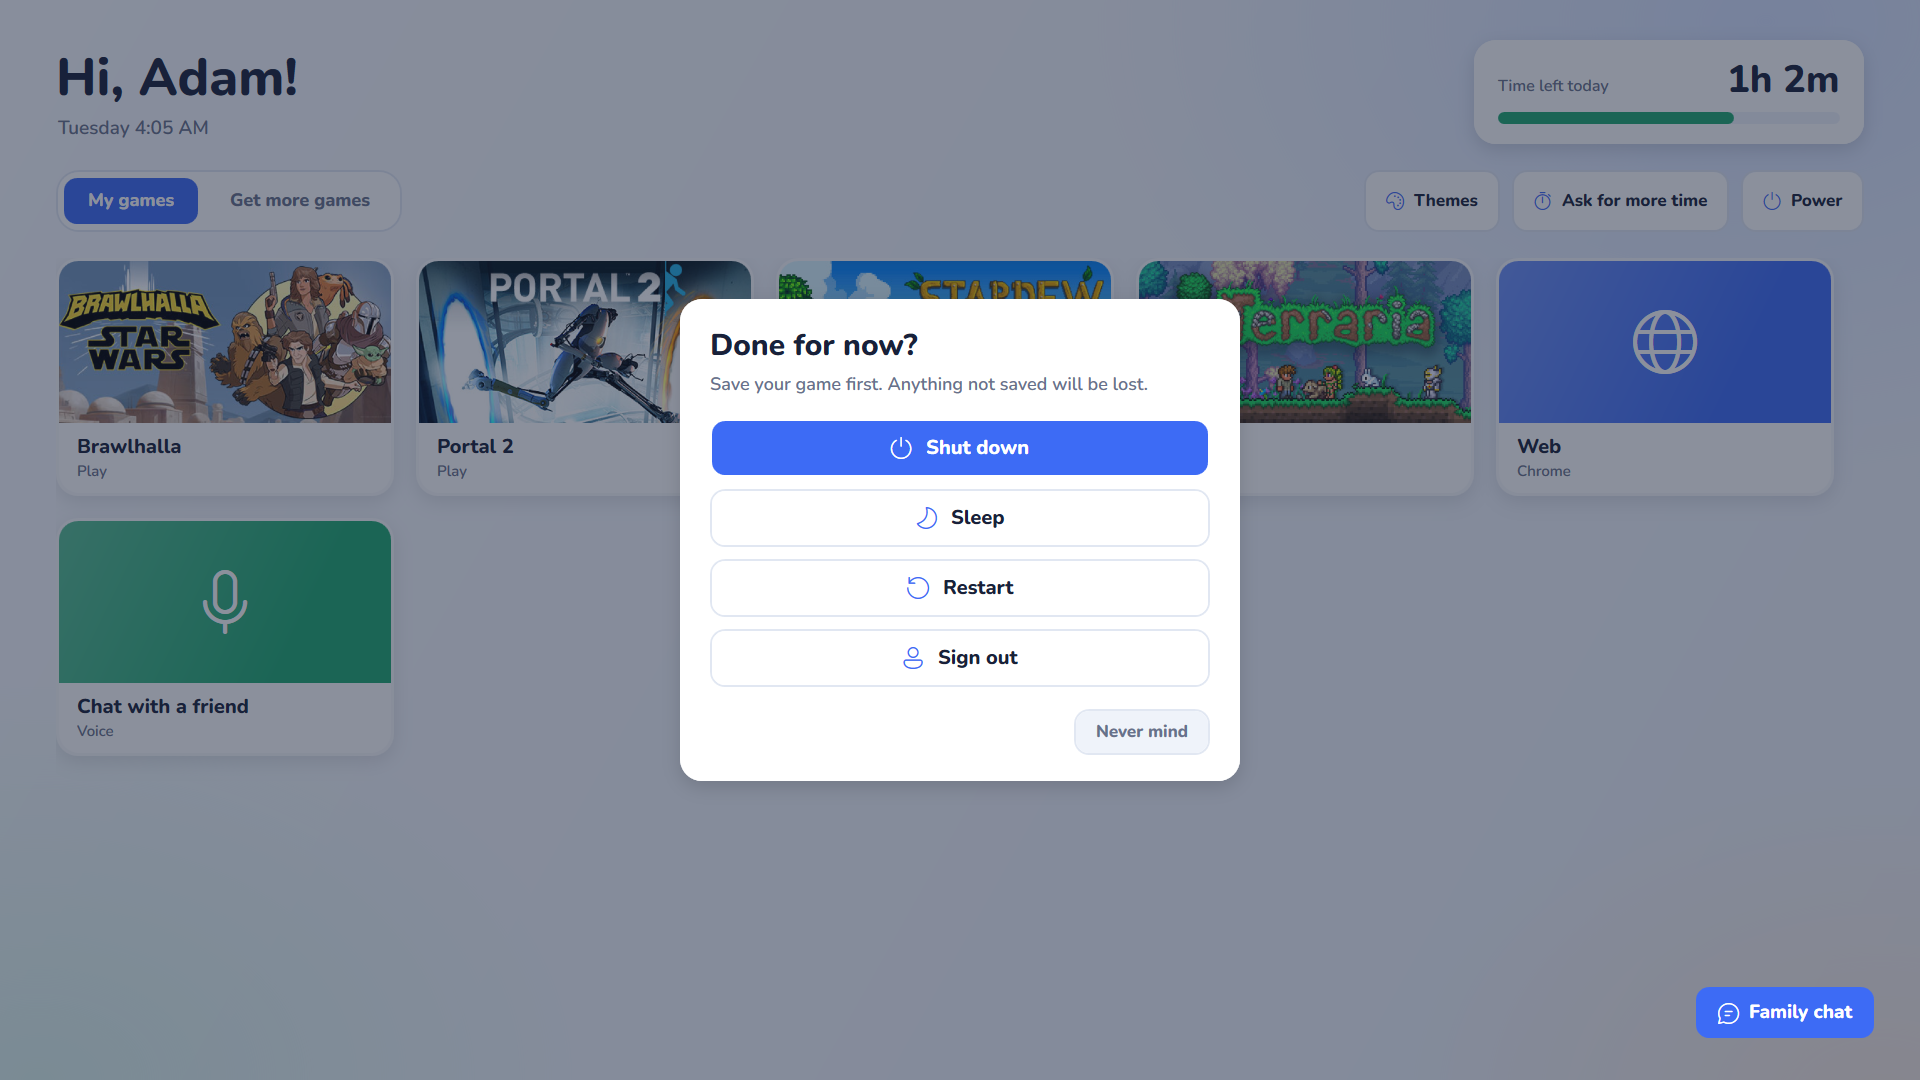 Hi, Adam!
Tuesday 4:05 AM
Time left today
1h 2m
My games
Get more games
Themes
Ask for more time
Power
BRAWLHALLA
STAR
WARS
PORTAL 2
STARDEW
Terraria
Brawlhalla
Play
Portal 2
Play
Web
Chrome
Chat with a friend
Voice
Done for now?
Save your game first. Anything not saved will be lost.
Shut down
Sleep
Restart
Sign out
Never mind
Family chat